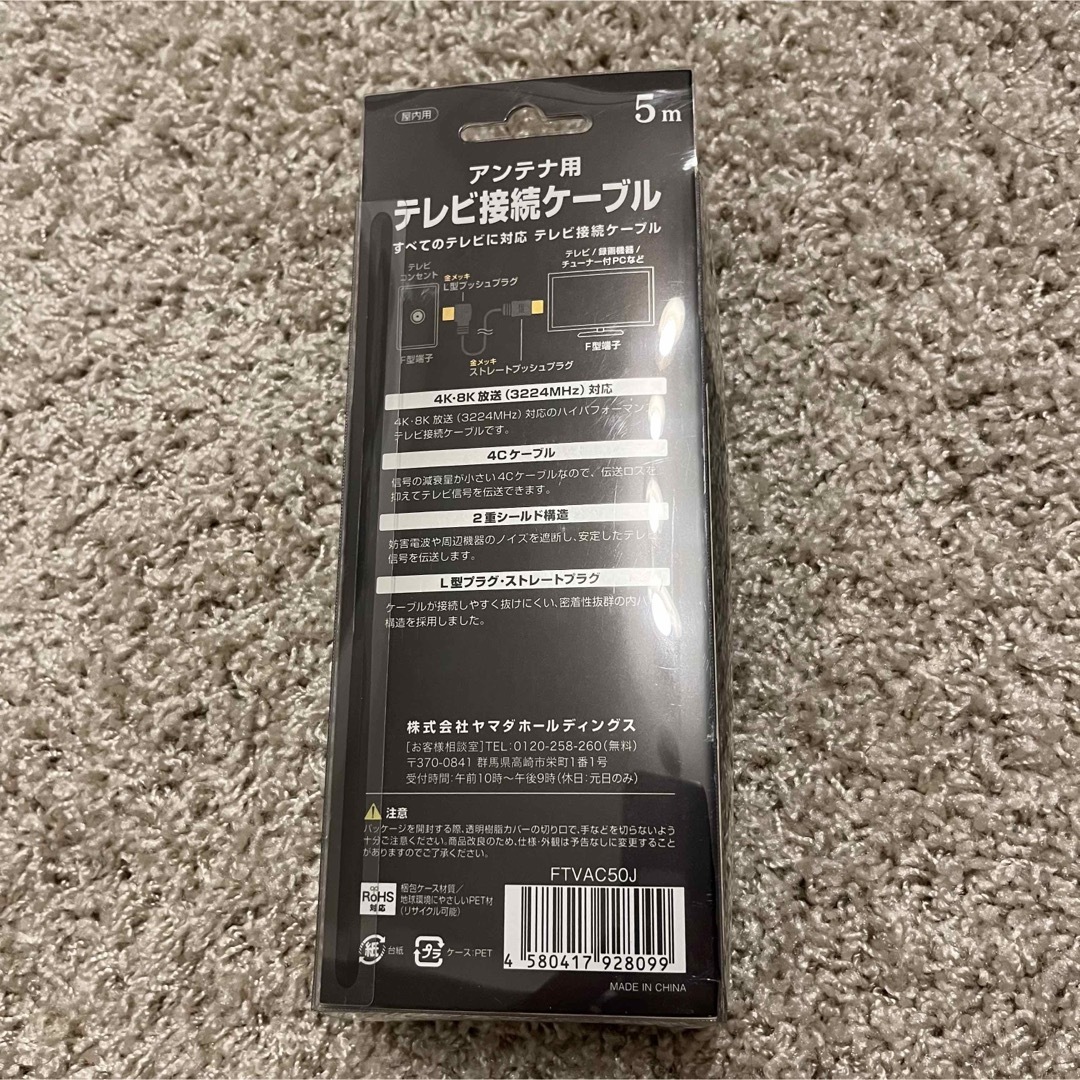 屋内用
5m
アンテナ用
テレビ接続ケーブル
すべてのテレビに対応 テレビ接続ケーブル
テレビ
コンセント
金メッキ
L型プッシュプラグ
テレビ/録画機器/
チューナー付PCなど
F型端子
金メッキ
ストレートプッシュプラグ
F型端子
4K・8K放送(3224MHz)対応
4K・8K放送(3224MHz)対応のハイパフォーマン
テレビ接続ケーブルです。
4Cケーブル
信号の減衰量が小さい4Cケーブルなので、伝送ロスを
抑えてテレビ信号を伝送できます。
2重シールド構造
妨害電波や周辺機器のノイズを遮断し、安定したテレビ
信号を伝送します。
L型プラグ・ストレートプラグ
ケーブルが接続しやすく抜けにくい、密着性抜群の内バ
構造を採用しました。
株式会社ヤマダホールディングス
[お客様相談室]TEL:0120-258-260(無料)
〒370-0841 群馬県高崎市栄町1番1号
受付時間:午前10時～午後9時(休日:元日のみ)
注意
パッケージを開封する際、透明樹脂カバーの切り口で、手などを切らないよう
十分ご注意ください。商品改良のため、仕様・外観は予告なしに変更すること
がありますのでご了承ください。
FTVAC50J
RoHS
対応
梱包ケース材質/
地球環境にやさしいPET材
(リサイクル可能)
紙 台紙
プラ ケース:PET
4 580417 928099
MADE IN CHINA